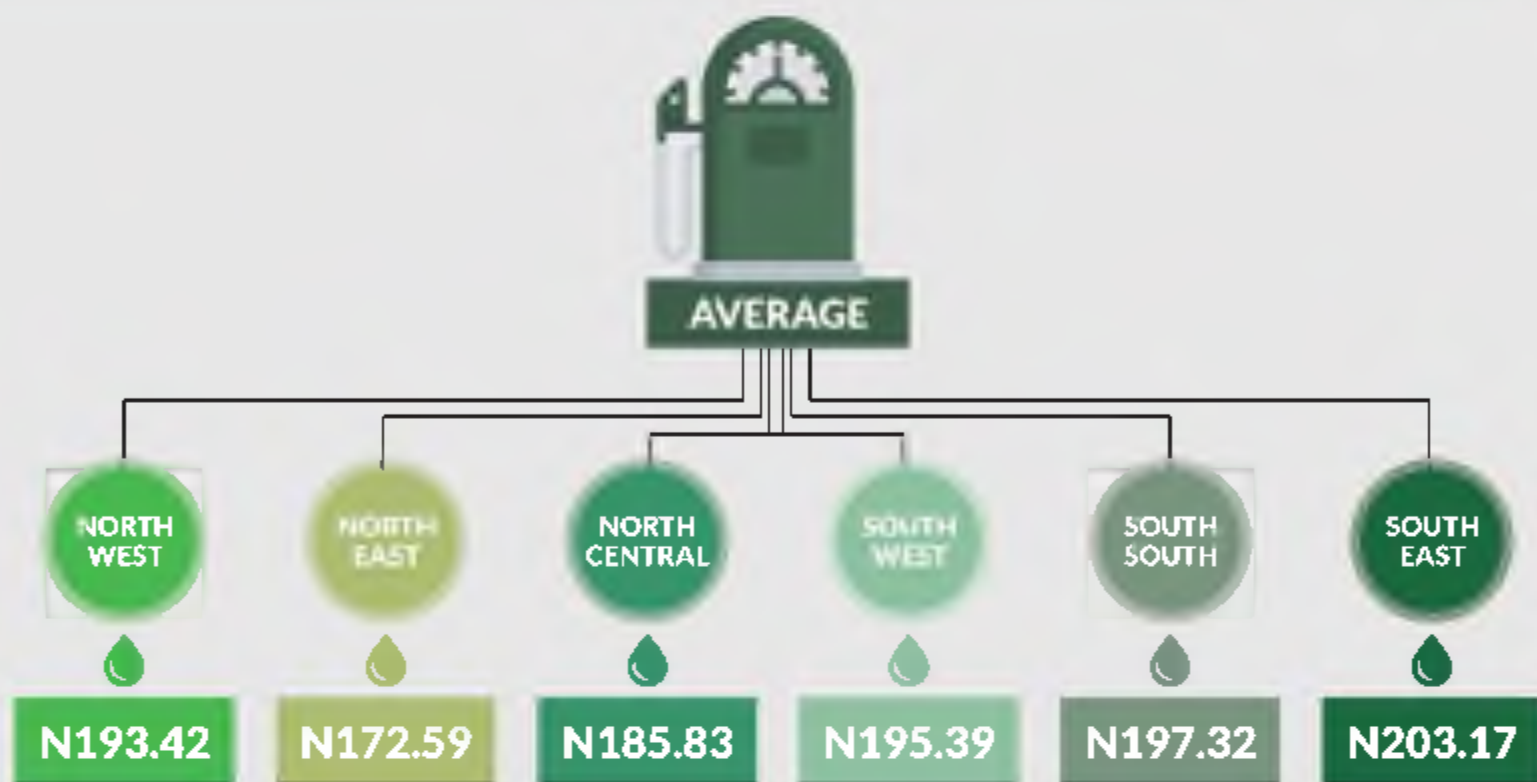 AVERAGE
NORTH
WEST
NORTH
EAST
NORTH
CENTRAL
SOUTH
WEST
SOUTH
SOUTH
SOUTH
EAST
N193.42
N172.59
N185.83
N195.39
N197.32
N203.17